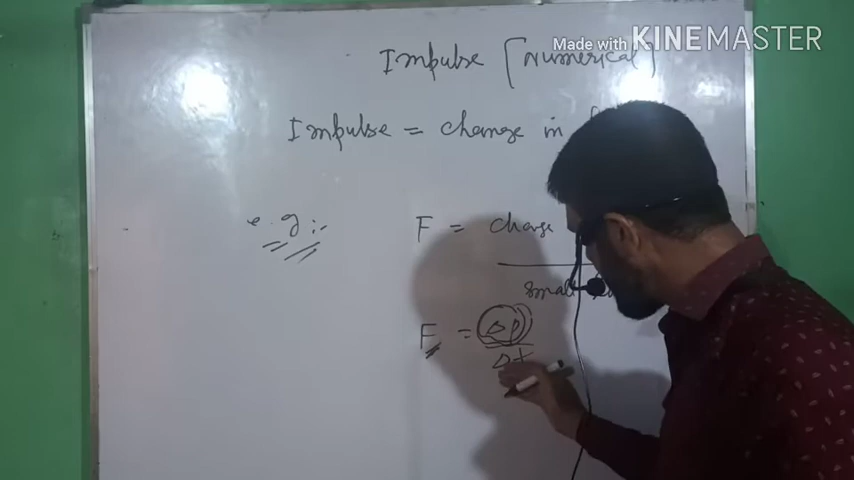 Made with KINEMASTER
Impulse [Numerical]
Impulse = change in
e.g:-
F = change
small
F = Δp
Δt